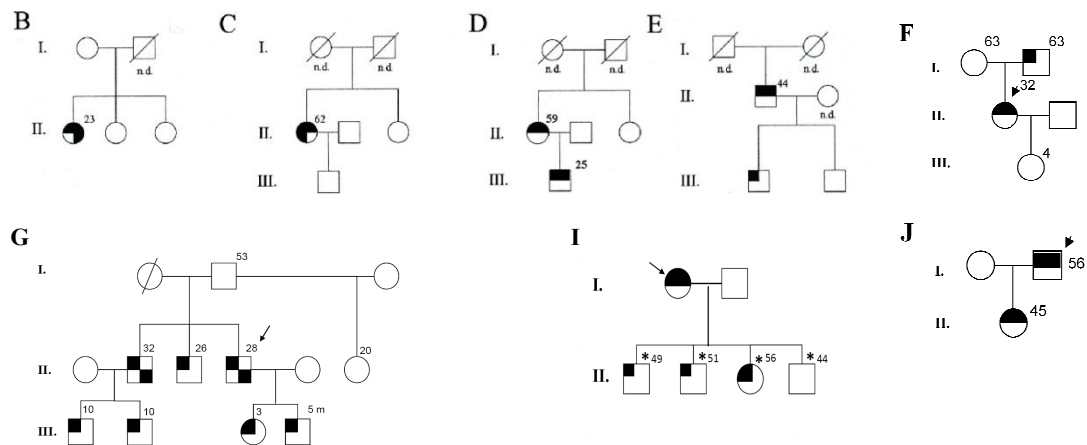 B
I.
n.d.
II.
23
C
I.
n.d. n.d.
II.
62
III.
D
I.
n.d. n.d.
II.
59
25
III.
E
I.
n.d. n.d.
44
II.
n.d.
III.
F
63 63
I.
32
II.
III.
4
G
I.
53
II.
32 26 28 20
10 10 3 5 m
III.
I
I.
*49 *51 *56 *44
II.
J
I.
56
45
II.